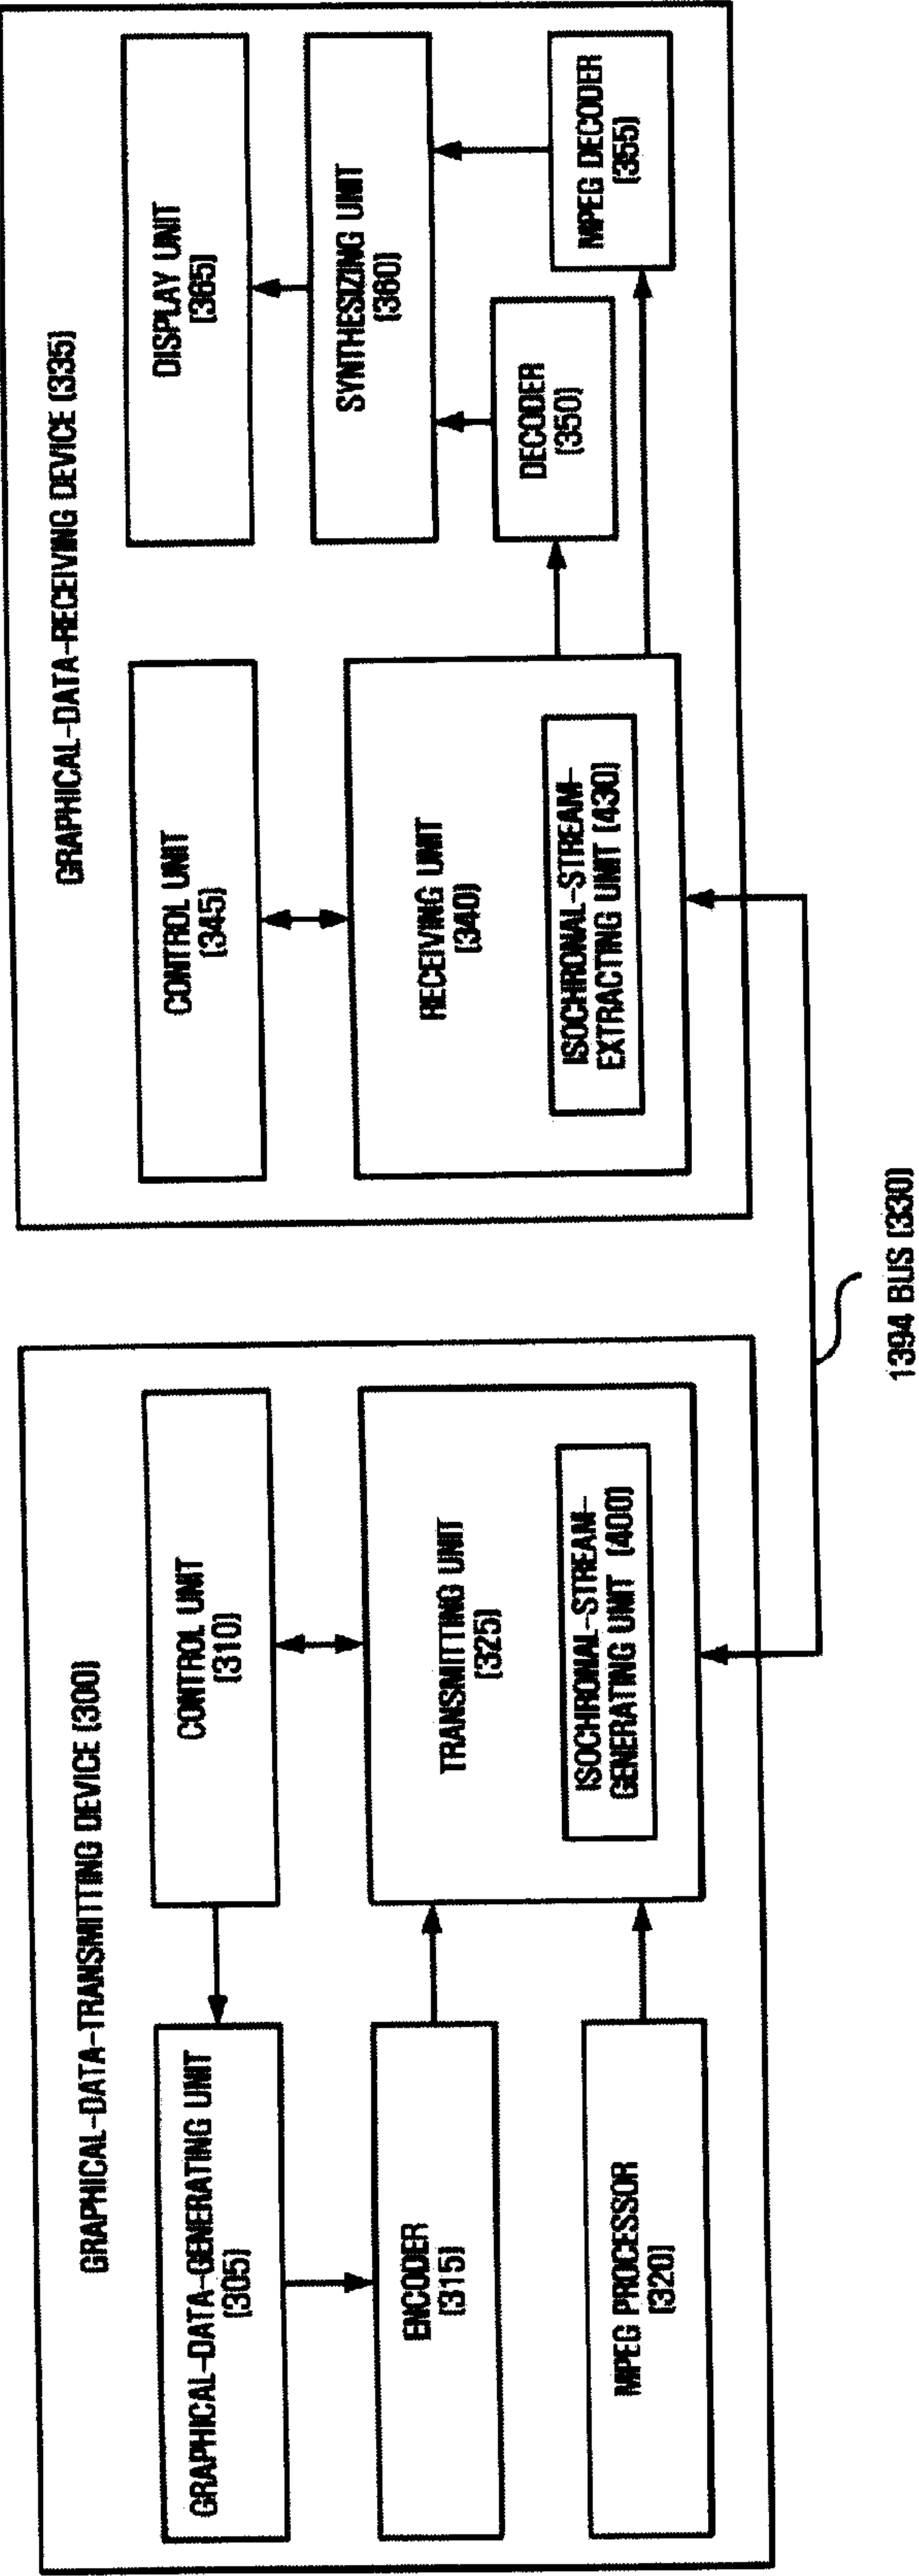 GRAPHICAL-DATA-TRANSMITTING DEVICE (300)
GRAPHICAL-DATA-GENERATING UNIT
(305)
CONTROL UNIT
(310)
ENCODER
(315)
TRANSMITTING UNIT
(325)
MPEG PROCESSOR
(320)
ISOCHRONAL-STREAM-
GENERATING UNIT (400)
GRAPHICAL-DATA-RECEIVING DEVICE (335)
CONTROL UNIT
(345)
DISPLAY UNIT
(365)
RECEIVING UNIT
(340)
SYNTHESIZING UNIT
(360)
ISOCHRONAL-STREAM-
EXTRACTING UNIT (430)
DECODER
(350)
MPEG DECODER
(355)
1394 BUS (330)